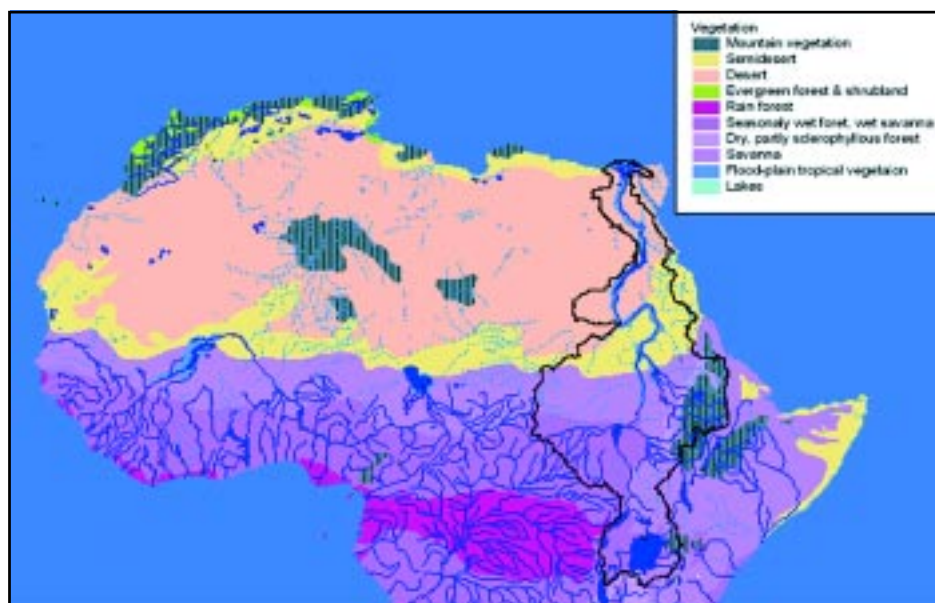 Vegetation
Mountain vegetation
Semidesert
Desert
Evergreen forest & shrubland
Rain forest
Seasonaly wet foret, wet savanna
Dry, partly sclerophyllous forest
Savanna
Flood-plain tropical vegetaion
Lakes